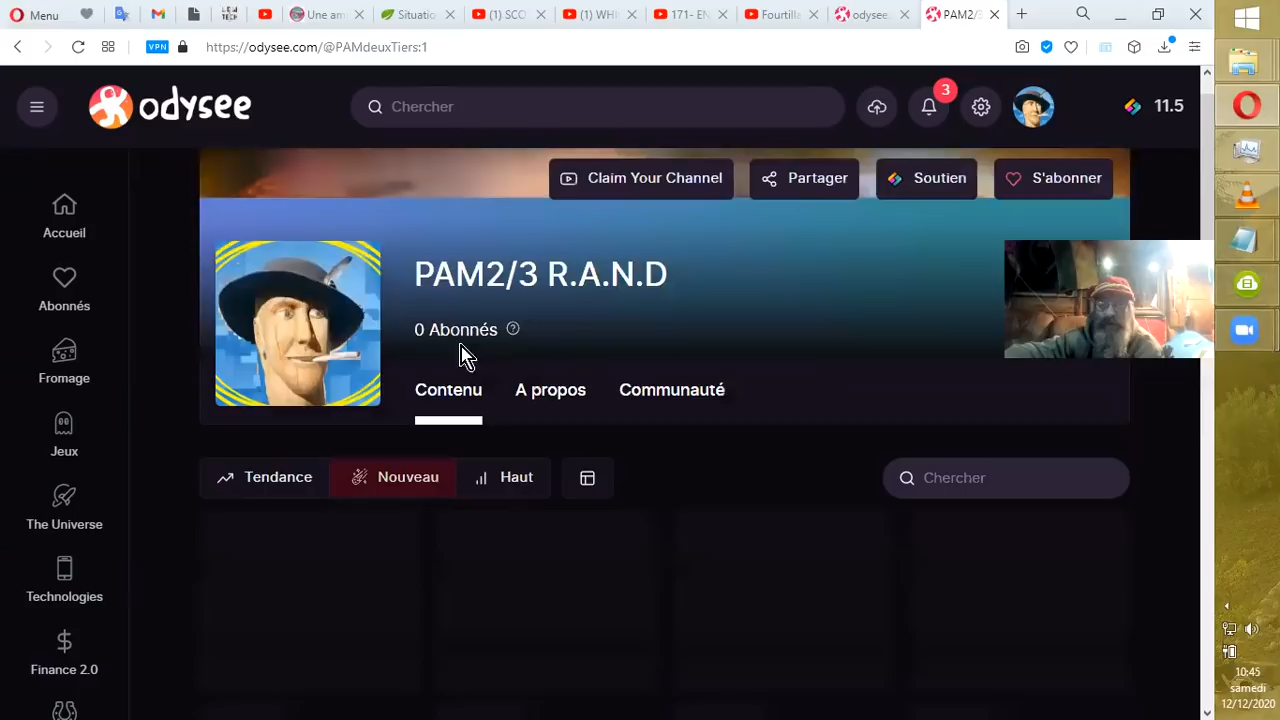 Menu
Une am
Situatio
(1) SCO
(1) WHI
171- EN
Fourtilla
odysee.
PAM2/3
VPN
https://odysee.com/@PAMdeuxTiers:1
odysee
Chercher
3
11.5
Claim Your Channel
Partager
Soutien
S'abonner
Accueil
PAM2/3 R.A.N.D
Abonnés
0 Abonnés
Fromage
Contenu
A propos
Communauté
Jeux
Tendance
Nouveau
Haut
Chercher
The Universe
Technologies
Finance 2.0
10:45
samedi
12/12/2020